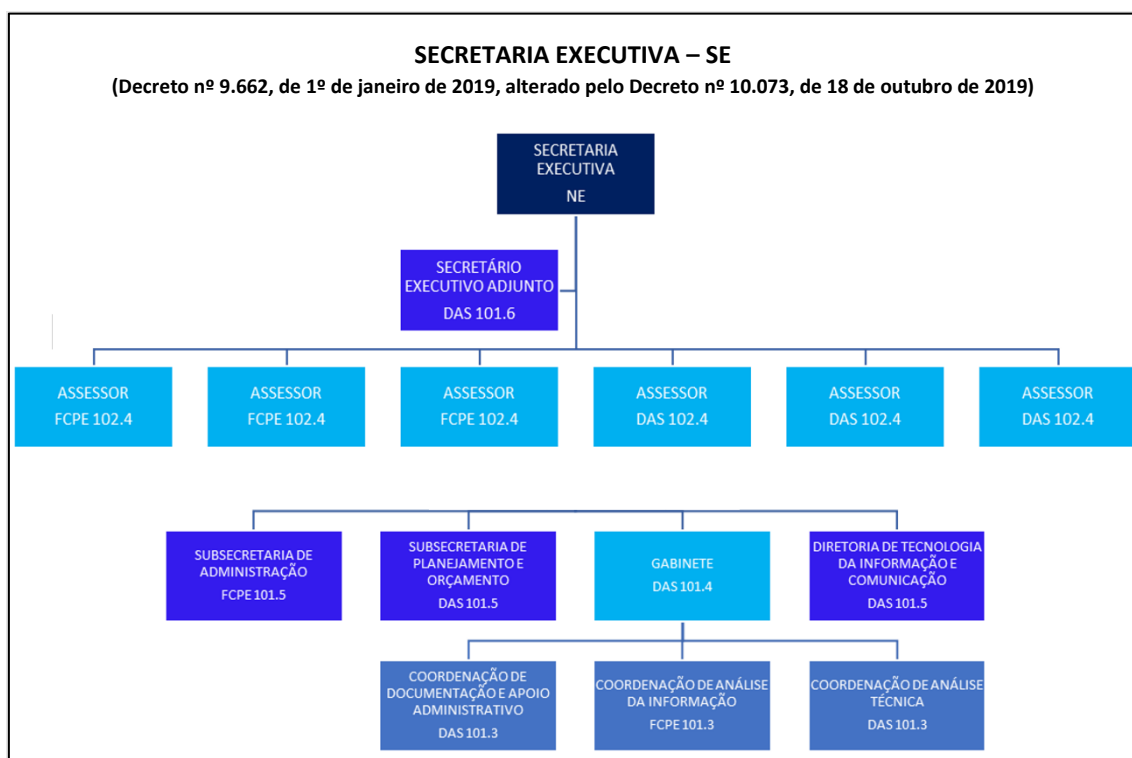 SECRETARIA EXECUTIVA – SE
(Decreto nº 9.662, de 1º de janeiro de 2019, alterado pelo Decreto nº 10.073, de 18 de outubro de 2019)
SECRETARIA
EXECUTIVA
NE
SECRETÁRIO
EXECUTIVO ADJUNTO
DAS 101.6
ASSESSOR
FCPE 102.4
ASSESSOR
FCPE 102.4
ASSESSOR
FCPE 102.4
ASSESSOR
DAS 102.4
ASSESSOR
DAS 102.4
ASSESSOR
DAS 102.4
SUBSECRETARIA DE
ADMINISTRAÇÃO
FCPE 101.5
SUBSECRETARIA DE
PLANEJAMENTO E
ORÇAMENTO
DAS 101.5
GABINETE
DAS 101.4
DIRETORIA DE TECNOLOGIA
DA INFORMAÇÃO E
COMUNICAÇÃO
DAS 101.5
COORDENAÇÃO DE
DOCUMENTAÇÃO E APOIO
ADMINISTRATIVO
DAS 101.3
COORDENAÇÃO DE ANÁLISE
DA INFORMAÇÃO
FCPE 101.3
COORDENAÇÃO DE ANÁLISE
TÉCNICA
DAS 101.3